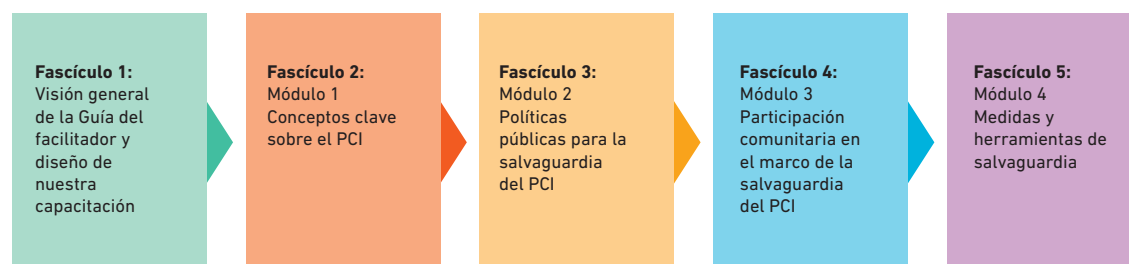 Fascículo 1:
Visión general
de la Guía del
facilitador y
diseño de
nuestra
capacitación
Fascículo 2:
Módulo 1
Conceptos clave
sobre el PCI
Fascículo 3:
Módulo 2
Políticas
públicas para la
salvaguardia
del PCI
Fascículo 4:
Módulo 3
Participación
comunitaria en
el marco de la
salvaguardia
del PCI
Fascículo 5:
Módulo 4
Medidas y
herramientas de
salvaguardia